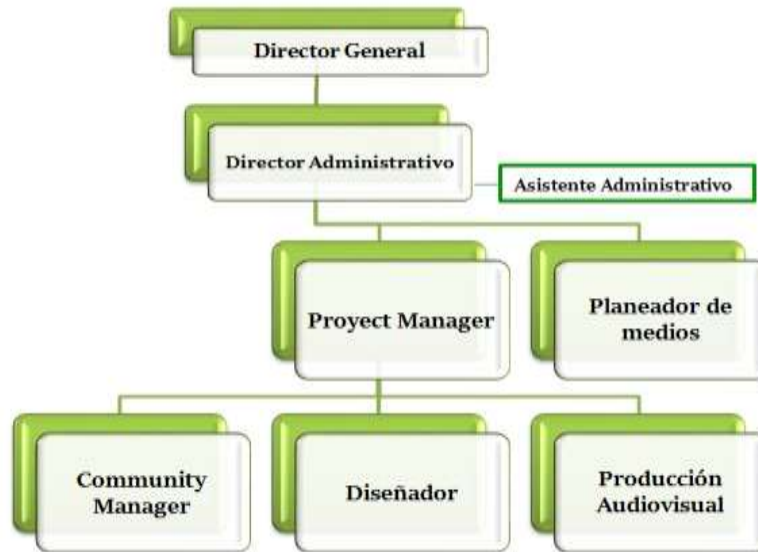 Director General
Director Administrativo
Asistente Administrativo
Proyect Manager
Planeador de
medios
Community
Manager
Diseñador
Producción
Audiovisual